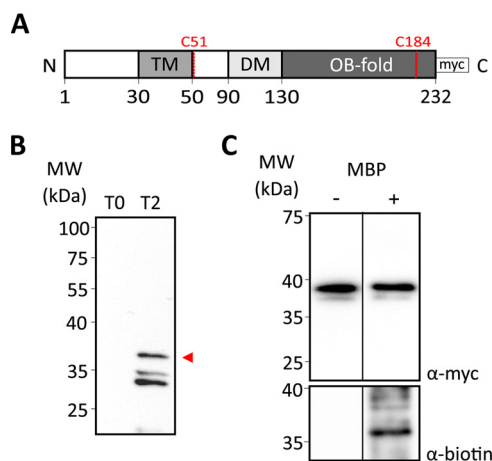 A
C51 C184
N TM DM OB-fold myc C
1 30 50 90 130 232
B
MW
(kDa)
T0 T2
100
75
55
40
35
25
C
MW
(kDa)
MBP
- +
75
40
35
25
α-myc
40
35
α-biotin